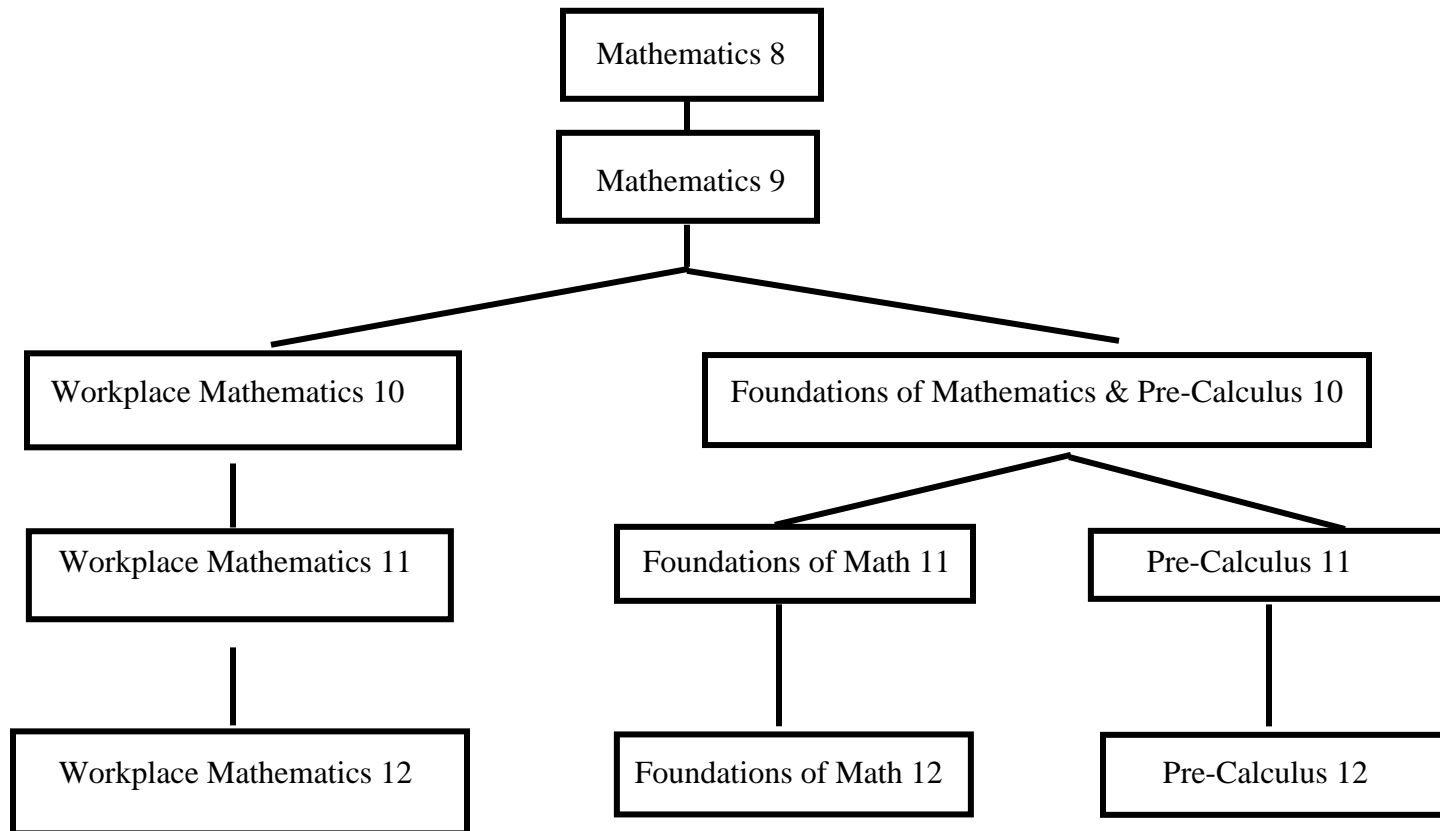 Mathematics 8
Mathematics 9
Workplace Mathematics 10
Foundations of Mathematics & Pre-Calculus 10
Workplace Mathematics 11
Foundations of Math 11
Pre-Calculus 11
Workplace Mathematics 12
Foundations of Math 12
Pre-Calculus 12